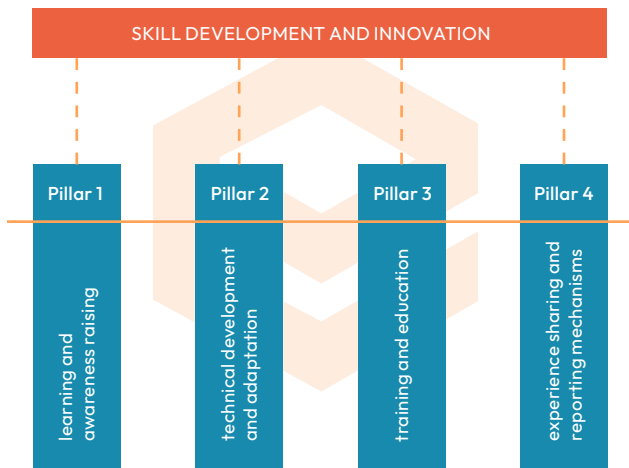 SKILL DEVELOPMENT AND INNOVATION
Pillar 1
learning and
awareness raising
Pillar 2
technical development
and adaptation
Pillar 3
training and education
Pillar 4
experience sharing and
reporting mechanisms